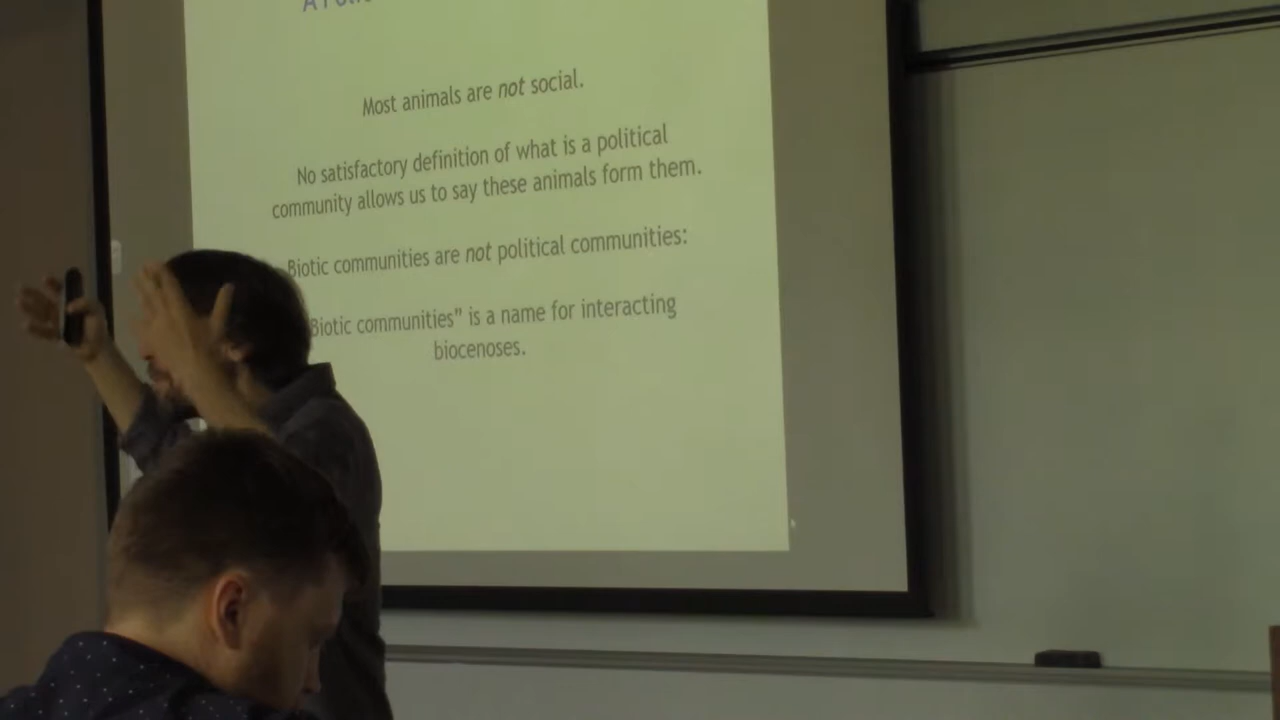 Most animals are not social.
No satisfactory definition of what is a political
community allows us to say these animals form them.
Biotic communities are not political communities:
Biotic communities" is a name for interacting
biocenoses.